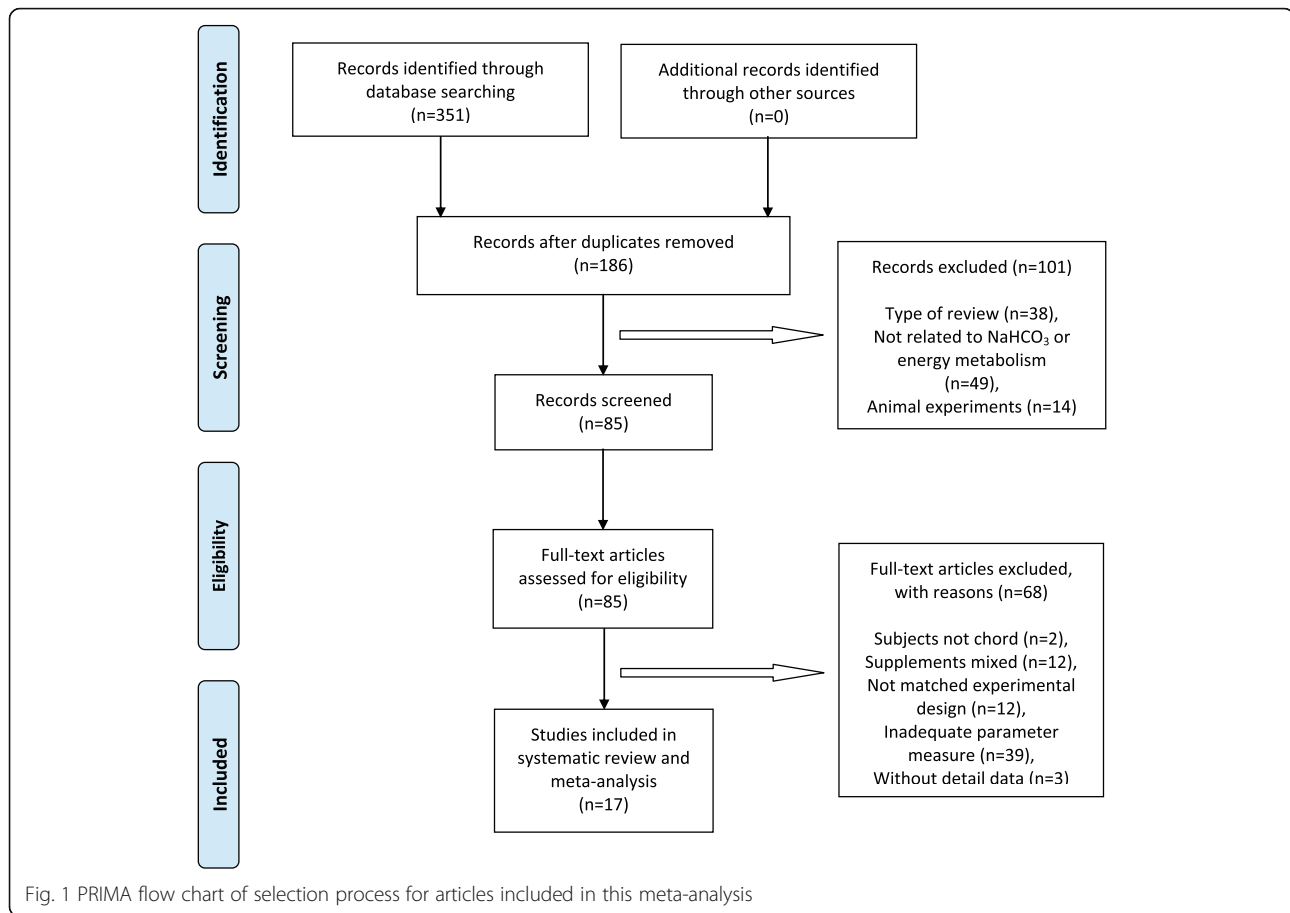 Identification
Records identified through
database searching
(n=351)
Additional records identified
through other sources
(n=0)
Screening
Records after duplicates removed
(n=186)
Records excluded (n=101)
Type of review (n=38),
Not related to NaHCO₃ or
energy metabolism
(n=49),
Animal experiments (n=14)
Records screened
(n=85)
Eligibility
Full-text articles
assessed for eligibility
(n=85)
Full-text articles excluded,
with reasons (n=68)
Subjects not chord (n=2),
Supplements mixed (n=12),
Not matched experimental
design (n=12),
Inadequate parameter
measure (n=39),
Without detail data (n=3)
Included
Studies included in
systematic review and
meta-analysis
(n=17)
Fig. 1 PRIMA flow chart of selection process for articles included in this meta-analysis